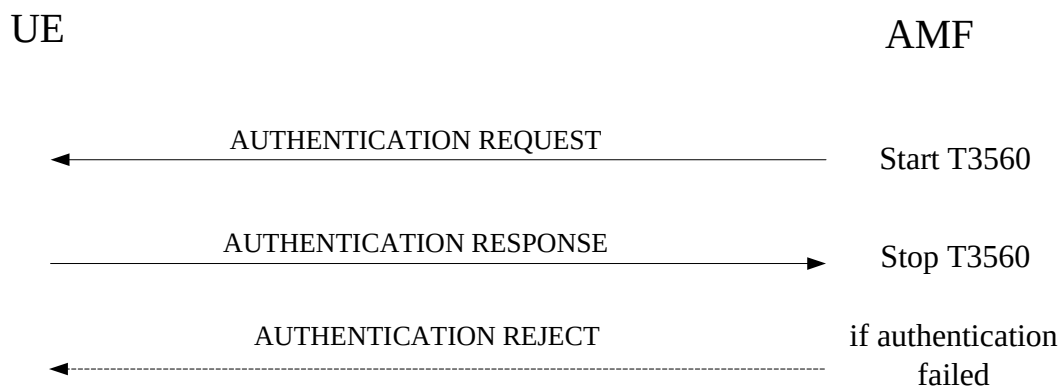 UE
AMF
AUTHENTICATION REQUEST
Start T3560
AUTHENTICATION RESPONSE
Stop T3560
AUTHENTICATION REJECT
if authentication
failed